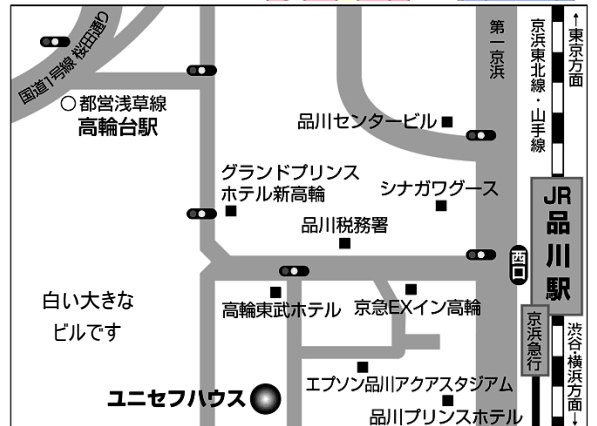 国道1号線 桜田通り
都営浅草線
高輪台駅
第一京浜
京浜東北線・山手線
↑東京方面
品川センタービル
グランドプリンス
ホテル新高輪
シナガワグース
品川税務署
JR
品川駅
西口
高輪東武ホテル
京急EXイン高輪
京浜急行
渋谷・横浜方面↓
白い大きな
ビルです
エプソン品川アクアスタジアム
ユニセフハウス
品川プリンスホテル